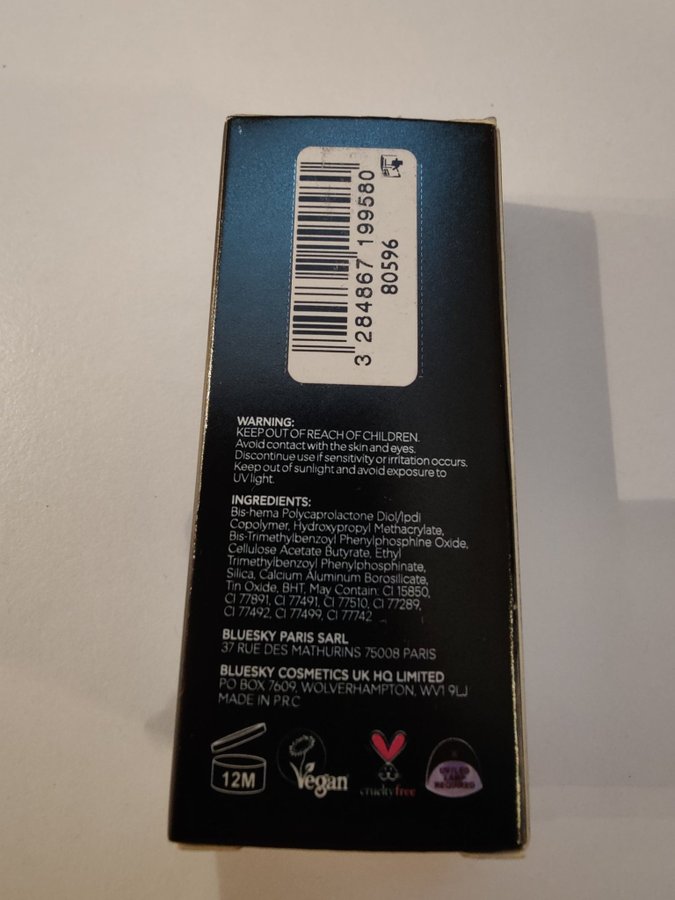 3 284867 199580
80596
WARNING:
KEEP OUT OF REACH OF CHILDREN.
Avoid contact with the skin and eyes.
Discontinue use if sensitivity or irritation occurs.
Keep out of sunlight and avoid exposure to
UV light.
INGREDIENTS:
Bis-hema Polycaprolactone Diol/Ipdi
Copolymer, Hydroxypropyl Methacrylate,
Bis-Trimethylbenzoyl Phenylphosphine Oxide,
Cellulose Acetate Butyrate, Ethyl
Trimethylbenzoyl Phenylphosphinate,
Silica, Calcium Aluminum Borosilicate,
Tin Oxide, BHT, May Contain: CI 15850,
CI 77891, CI 77491, CI 77510, CI 77289,
CI 77492, CI 77499, CI 77742
BLUESKY PARIS SARL
37 RUE DES MATHURINS 75008 PARIS
BLUESKY COSMETICS UK HQ LIMITED
PO BOX 7609, WOLVERHAMPTON, WV1 9LJ
MADE IN P.R.C
12M
Vegan
crueltyfree
UV/LED
LAMP
REQUIRED